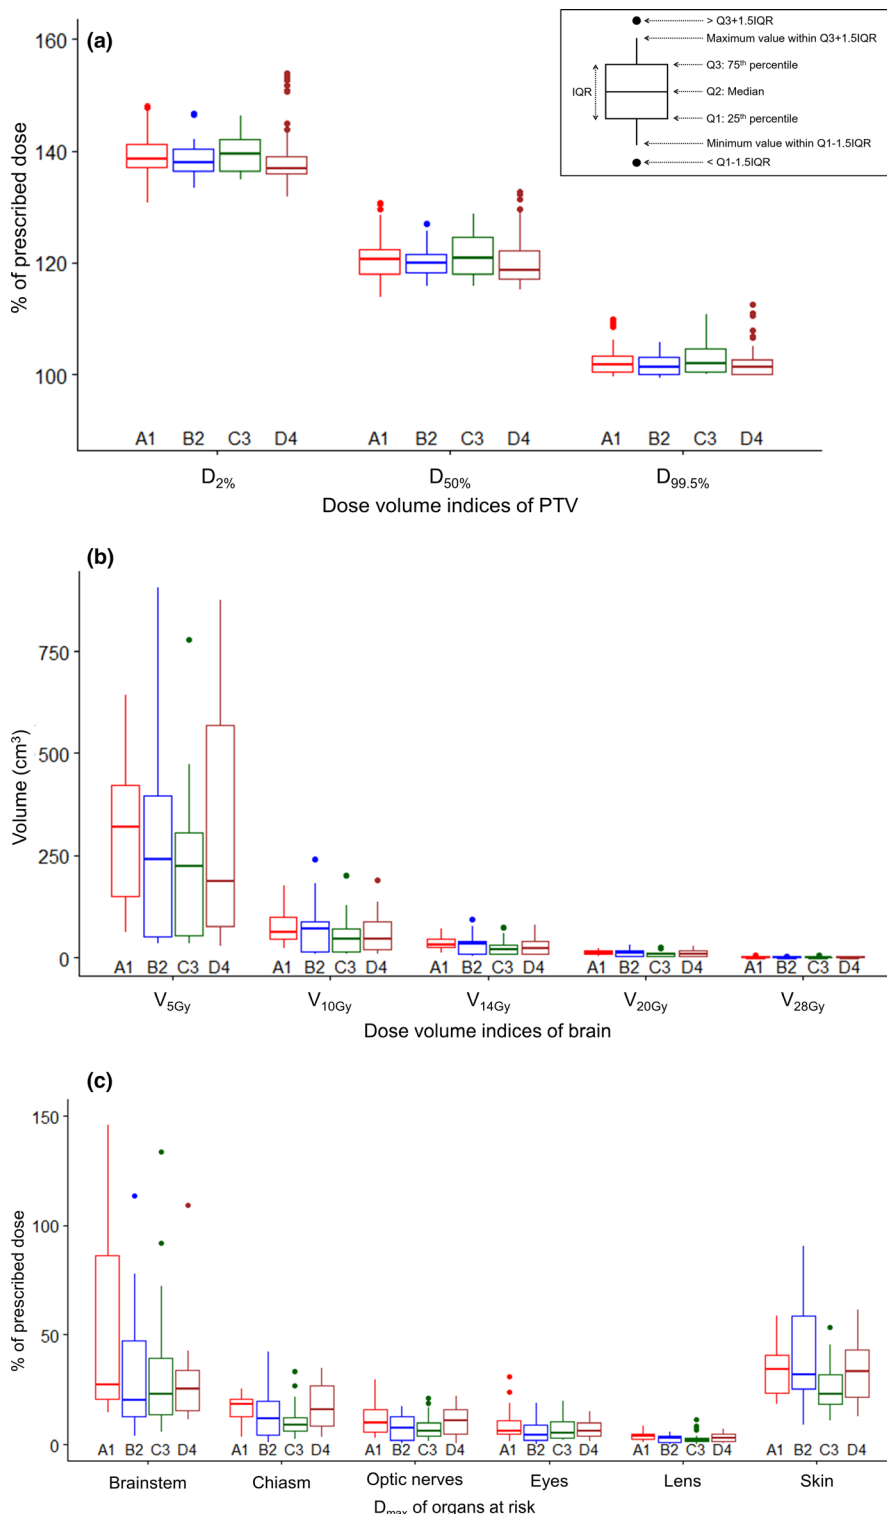 (a)
> Q3+1.5IQR
Maximum value within Q3+1.5IQR
Q3: 75th percentile
IQR
Q2: Median
Q1: 25th percentile
Minimum value within Q1-1.5IQR
< Q1-1.5IQR
% of prescribed dose
160
140
120
100
A1 B2 C3 D4 A1 B2 C3 D4 A1 B2 C3 D4
D2% D50% D99.5%
Dose volume indices of PTV
(b)
Volume (cm3)
750
500
250
0
A1 B2 C3 D4 A1 B2 C3 D4 A1 B2 C3 D4 A1 B2 C3 D4 A1 B2 C3 D4
V5Gy V10Gy V14Gy V20Gy V28Gy
Dose volume indices of brain
(c)
% of prescribed dose
150
100
50
0
A1 B2 C3 D4 A1 B2 C3 D4 A1 B2 C3 D4 A1 B2 C3 D4 A1 B2 C3 D4 A1 B2 C3 D4
Brainstem Chiasm Optic nerves Eyes Lens Skin
Dmax of organs at risk